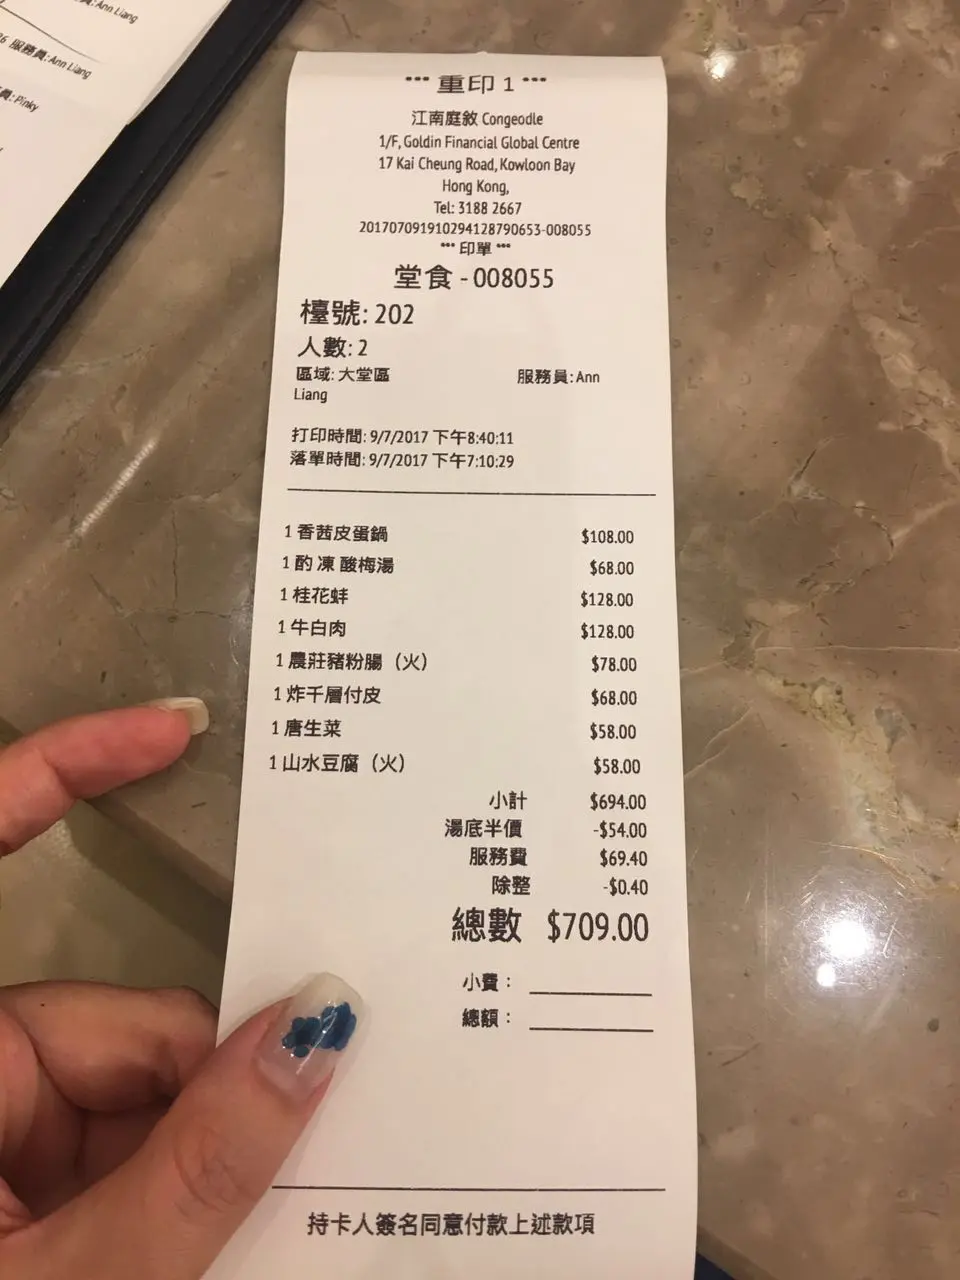 Ann Liang
服務員:Ann Liang
Pinky
*** 重印 1 ***
江南庭敘 Congeodle
1/F, Goldin Financial Global Centre
17 Kai Cheung Road, Kowloon Bay
Hong Kong,
Tel: 3188 2667
201707091910294128790653-008055
*** 印單 ***
堂食 - 008055
檯號: 202
人數: 2
區域: 大堂區 服務員: Ann
Liang
打印時間: 9/7/2017 下午8:40:11
落單時間: 9/7/2017 下午7:10:29
1 香茜皮蛋鍋 $108.00
1 酌 凍 酸梅湯 $68.00
1 桂花蚌 $128.00
1 牛白肉 $128.00
1 農莊豬粉腸（火） $78.00
1 炸千層付皮 $68.00
1 唐生菜 $58.00
1 山水豆腐（火） $58.00
小計 $694.00
湯底半價 -$54.00
服務費 $69.40
除整 -$0.40
總數 $709.00
小費：
總額：
持卡人簽名同意付款上述款項